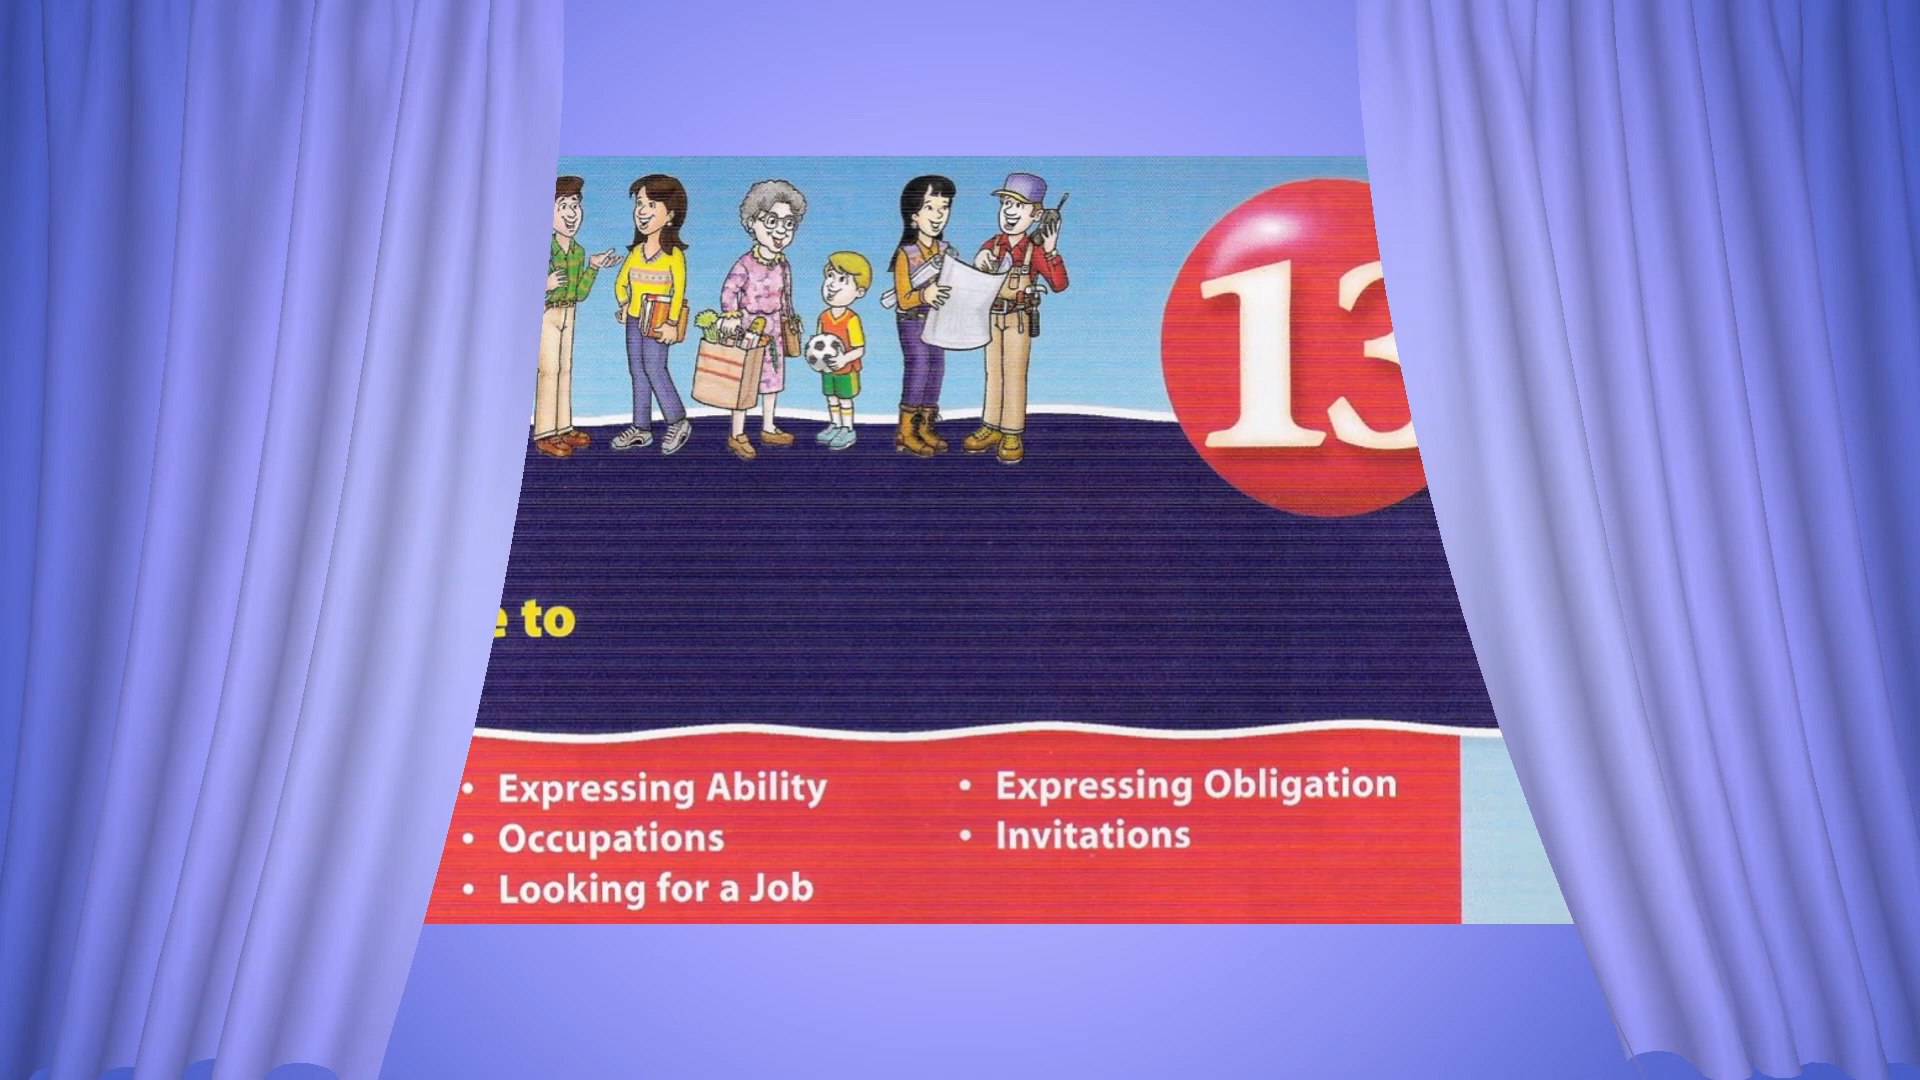 13
to
• Expressing Ability
• Occupations
• Looking for a Job
• Expressing Obligation
• Invitations